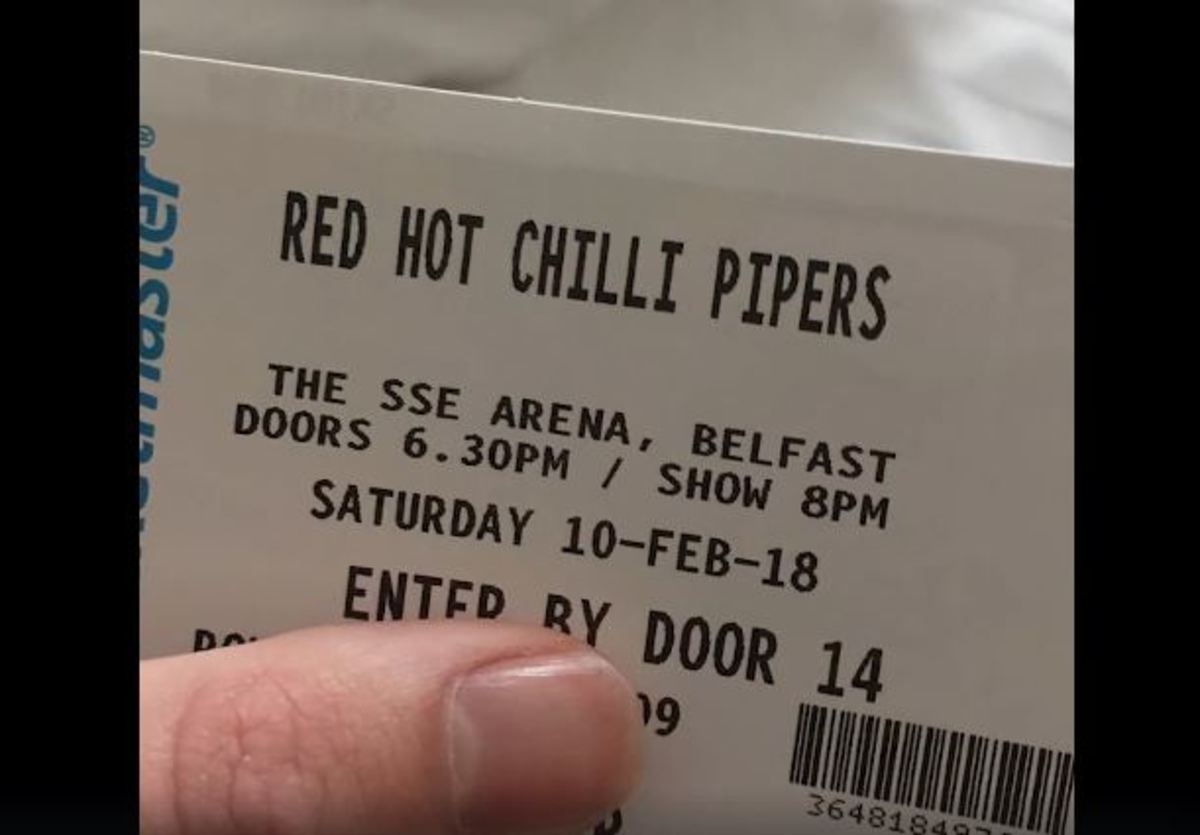 RED HOT CHILLI PIPERS
THE SSE ARENA, BELFAST
DOORS 6.30PM / SHOW 8PM
SATURDAY 10-FEB-18
ENTER BY DOOR 14